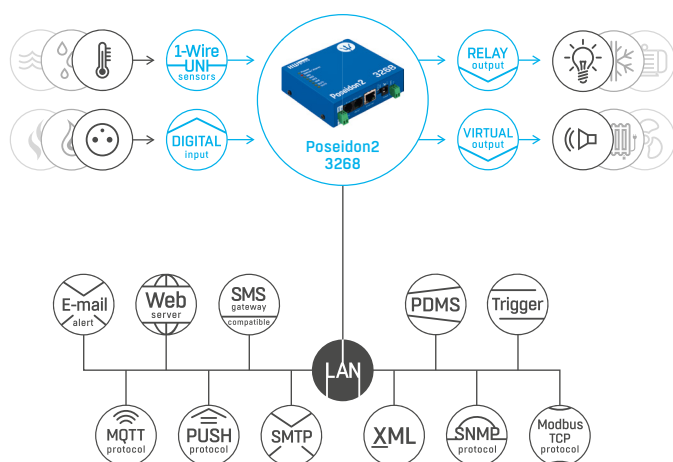 1-Wire
UNI
sensors
RELAY
output
Poseidon2 3268
DIGITAL
input
VIRTUAL
output
Poseidon2
3268
E-mail
alert
Web
server
SMS
gateway
compatible
PDMS
Trigger
LAN
MQTT
protocol
PUSH
protocol
SMTP
XML
SNMP
protocol
Modbus
TCP
protocol